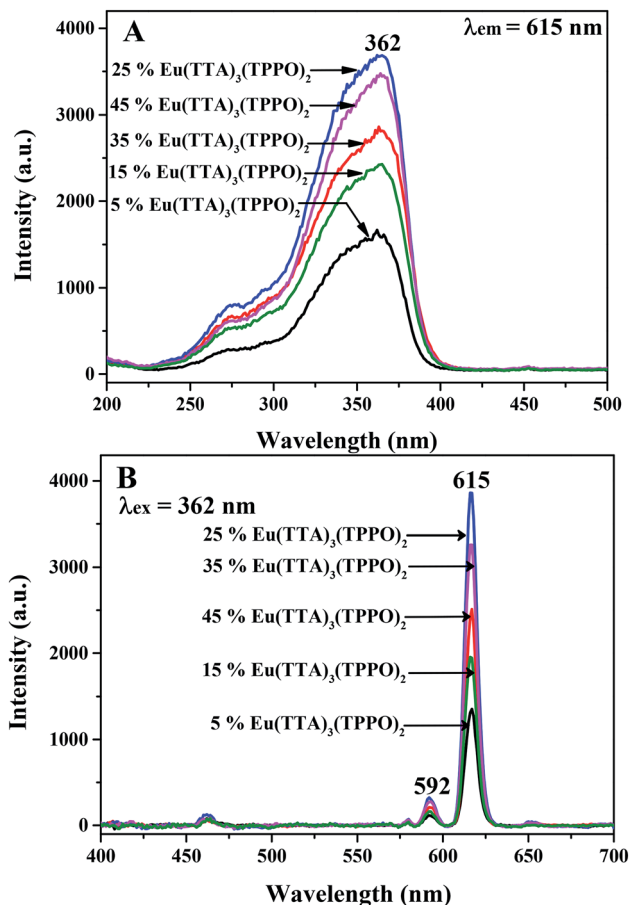 A
λem = 615 nm
362
25 % Eu(TTA)₃(TPPO)₂
45 % Eu(TTA)₃(TPPO)₂
35 % Eu(TTA)₃(TPPO)₂
15 % Eu(TTA)₃(TPPO)₂
5 % Eu(TTA)₃(TPPO)₂
Intensity (a.u.)
4000
3000
2000
1000
0
200 250 300 350 400 450 500
Wavelength (nm)
B
λex = 362 nm
615
25 % Eu(TTA)₃(TPPO)₂
35 % Eu(TTA)₃(TPPO)₂
45 % Eu(TTA)₃(TPPO)₂
15 % Eu(TTA)₃(TPPO)₂
5 % Eu(TTA)₃(TPPO)₂
592
Intensity (a.u.)
4000
3000
2000
1000
0
400 450 500 550 600 650 700
Wavelength (nm)